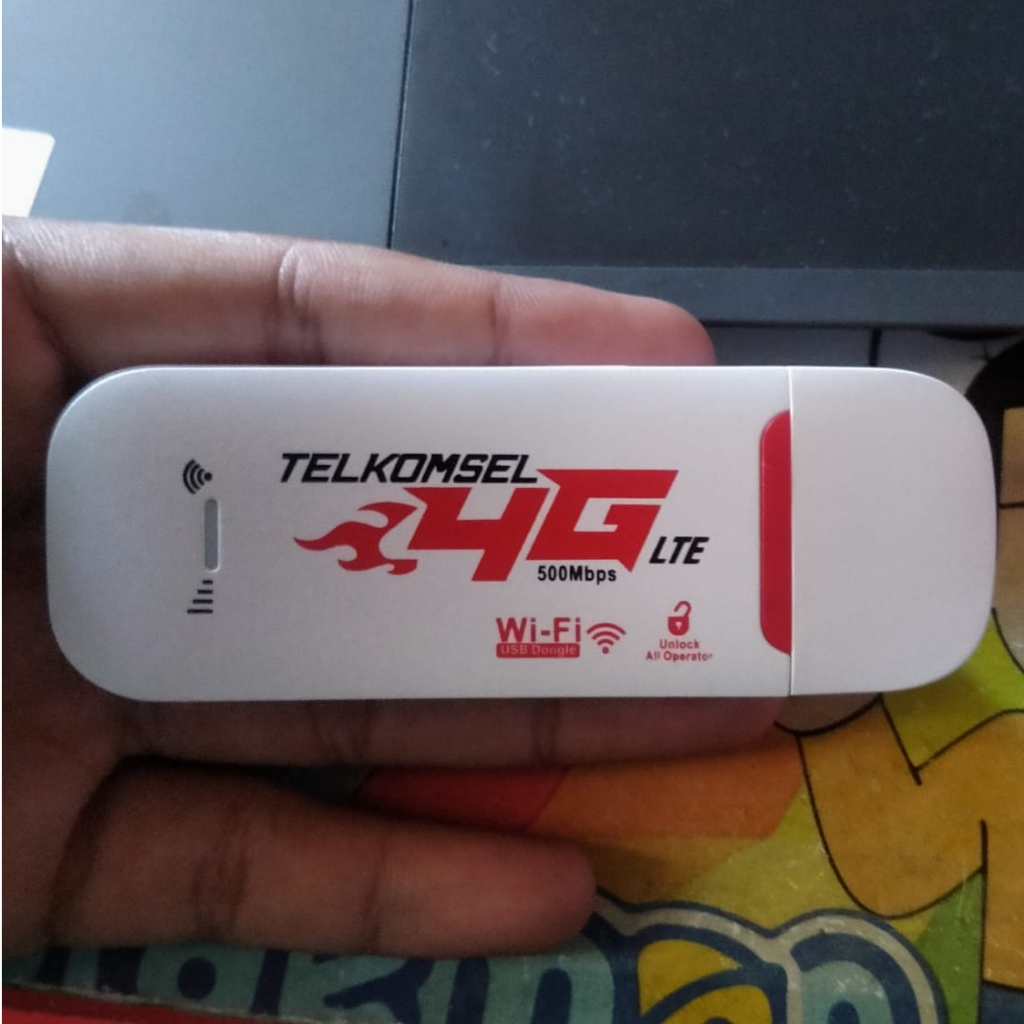 TELKOMSEL
4G LTE
500Mbps
Wi-Fi
USB Dongle
Unlock
All Operator